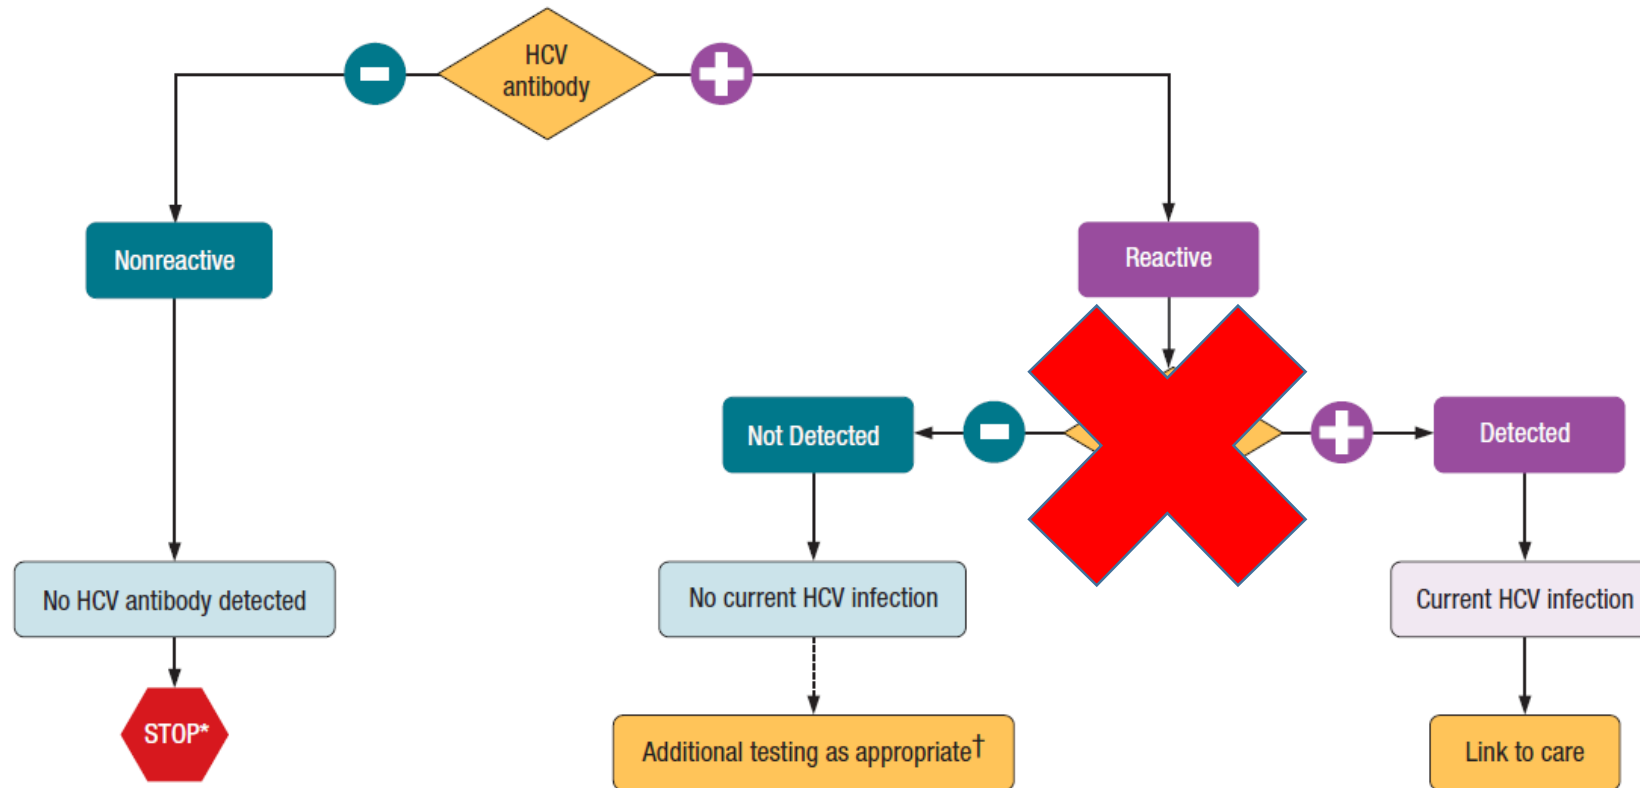 HCV
antibody
Nonreactive
Reactive
Not Detected
Detected
No HCV antibody detected
No current HCV infection
Current HCV infection
STOP*
Additional testing as appropriate†
Link to care